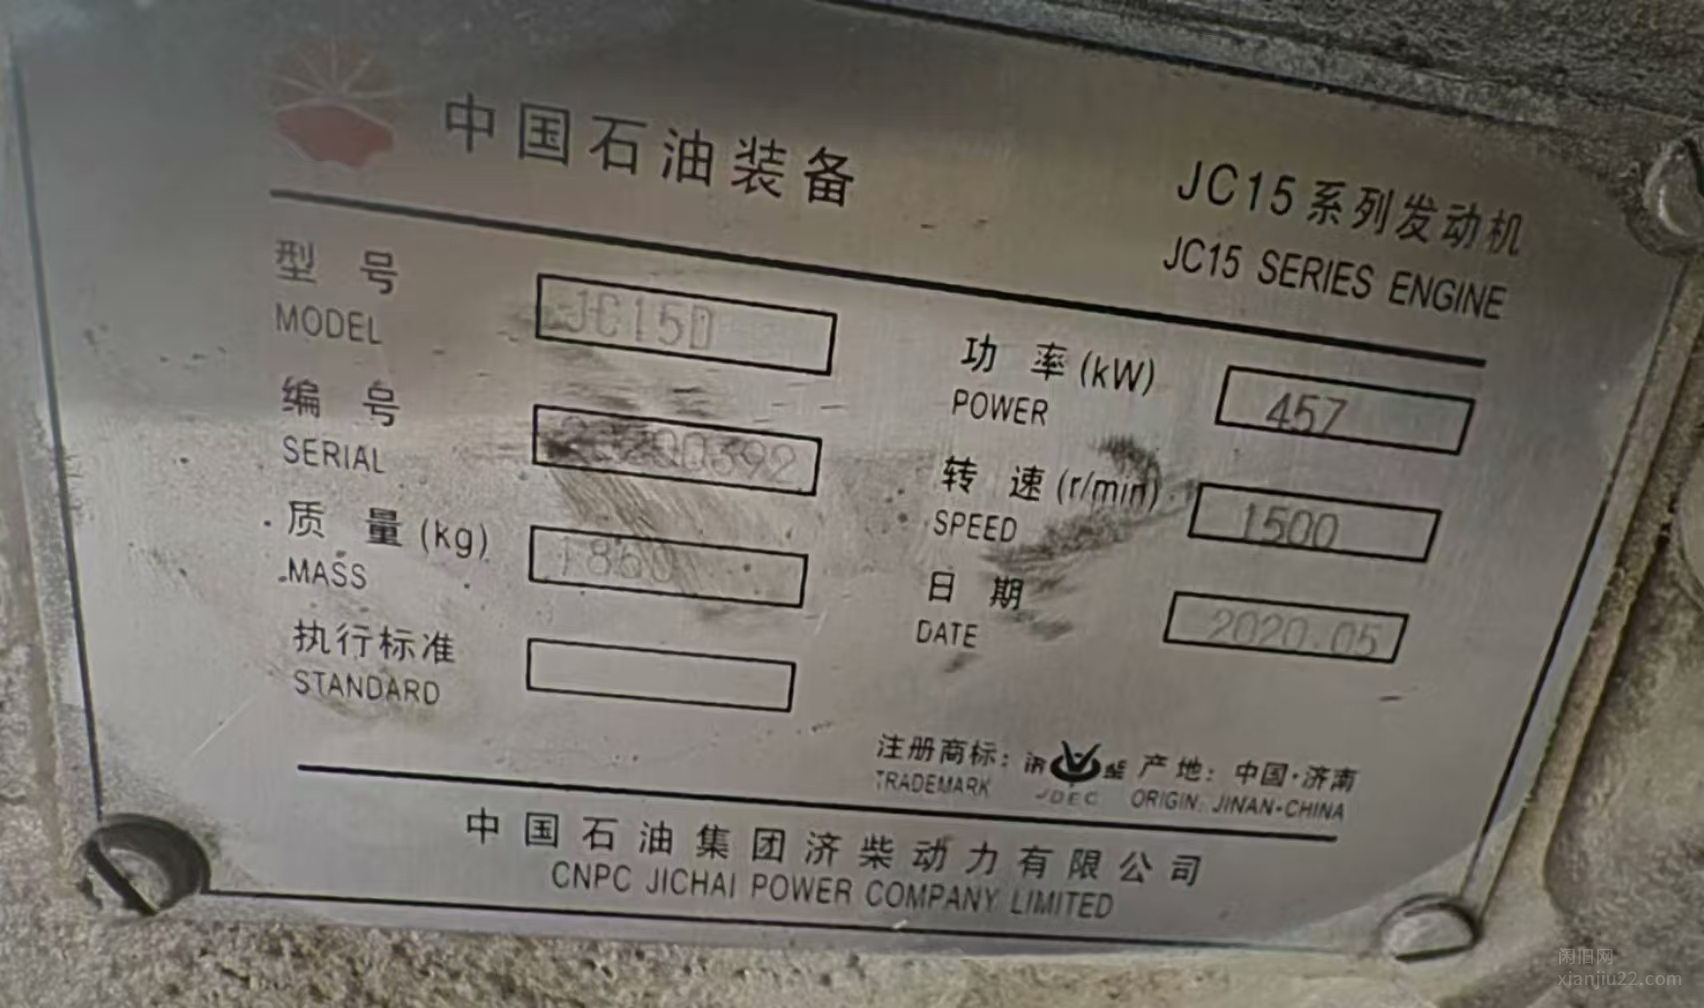 中国石油装备
JC15系列发动机
JC15 SERIES ENGINE
型号
MODEL
JC15D
功率(kW)
POWER
457
编号
SERIAL
转速(r/min)
SPEED
1500
质量(kg)
MASS
1860
日期
DATE
2020.05
执行标准
STANDARD
注册商标：济柴 产地：中国·济南
TRADEMARK JDEC ORIGIN: JINAN·CHINA
中国石油集团济柴动力有限公司
CNPC JICHAI POWER COMPANY LIMITED
闲旧网
xianjiu22.com